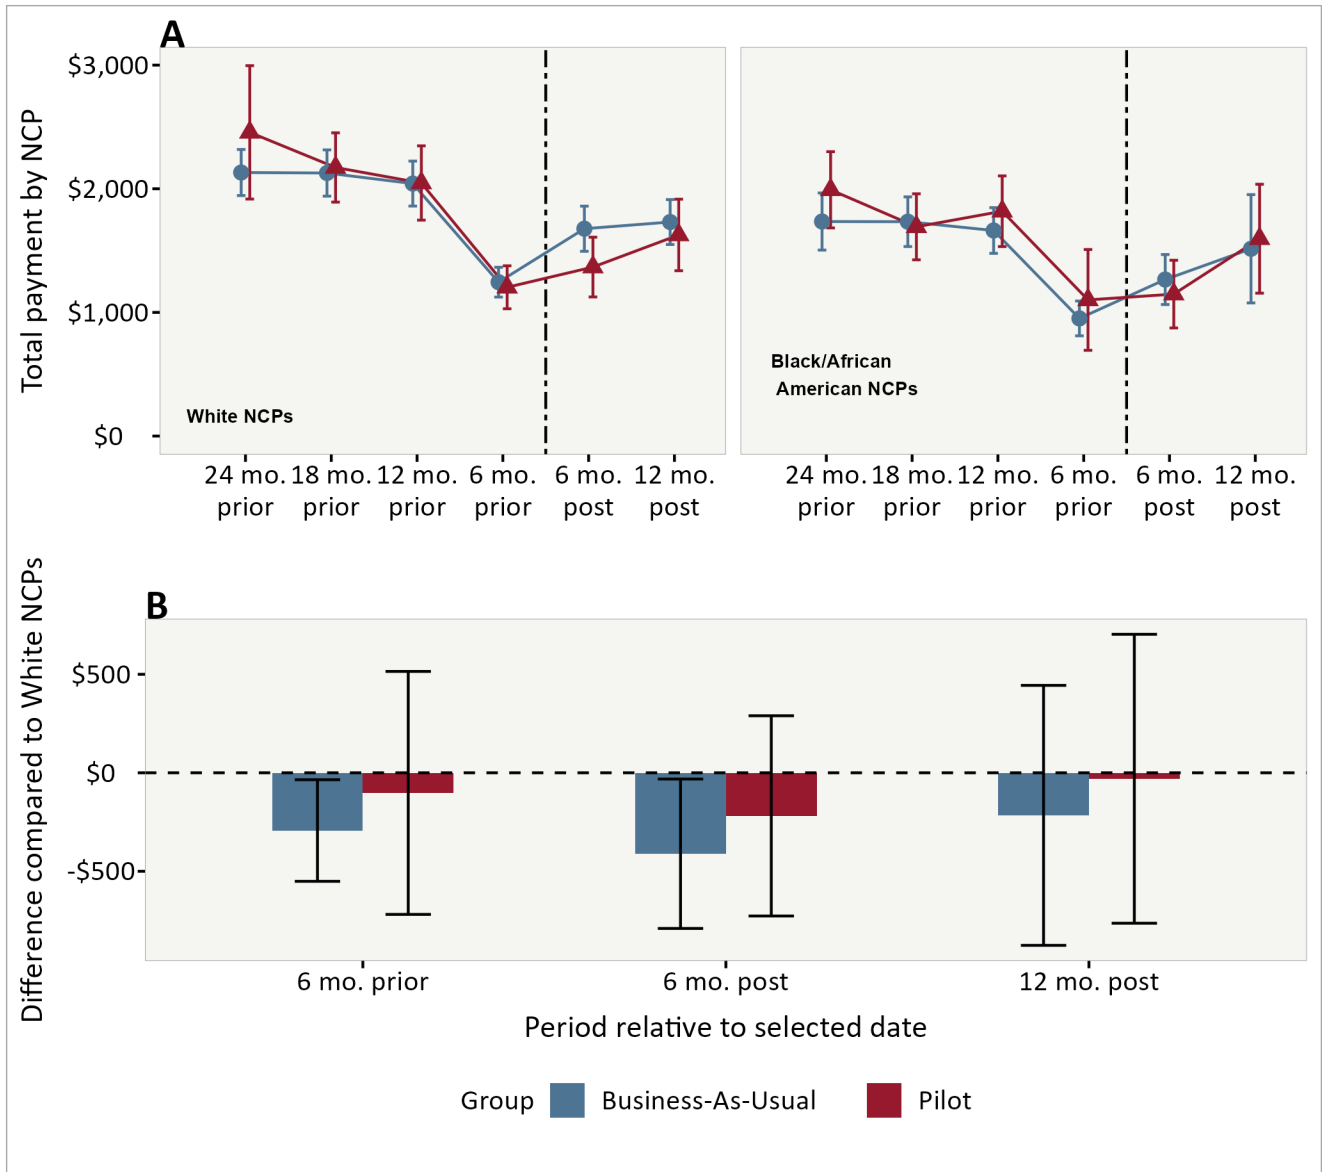 A
Total payment by NCP
$3,000
$2,000
$1,000
$0
White NCPs
Black/African
American NCPs
24 mo. 18 mo. 12 mo. 6 mo. 6 mo. 12 mo.
prior prior prior prior post post
24 mo. 18 mo. 12 mo. 6 mo. 6 mo. 12 mo.
prior prior prior prior post post
B
Difference compared to White NCPs
$500
$0
-$500
6 mo. prior 6 mo. post 12 mo. post
Period relative to selected date
Group Business-As-Usual Pilot